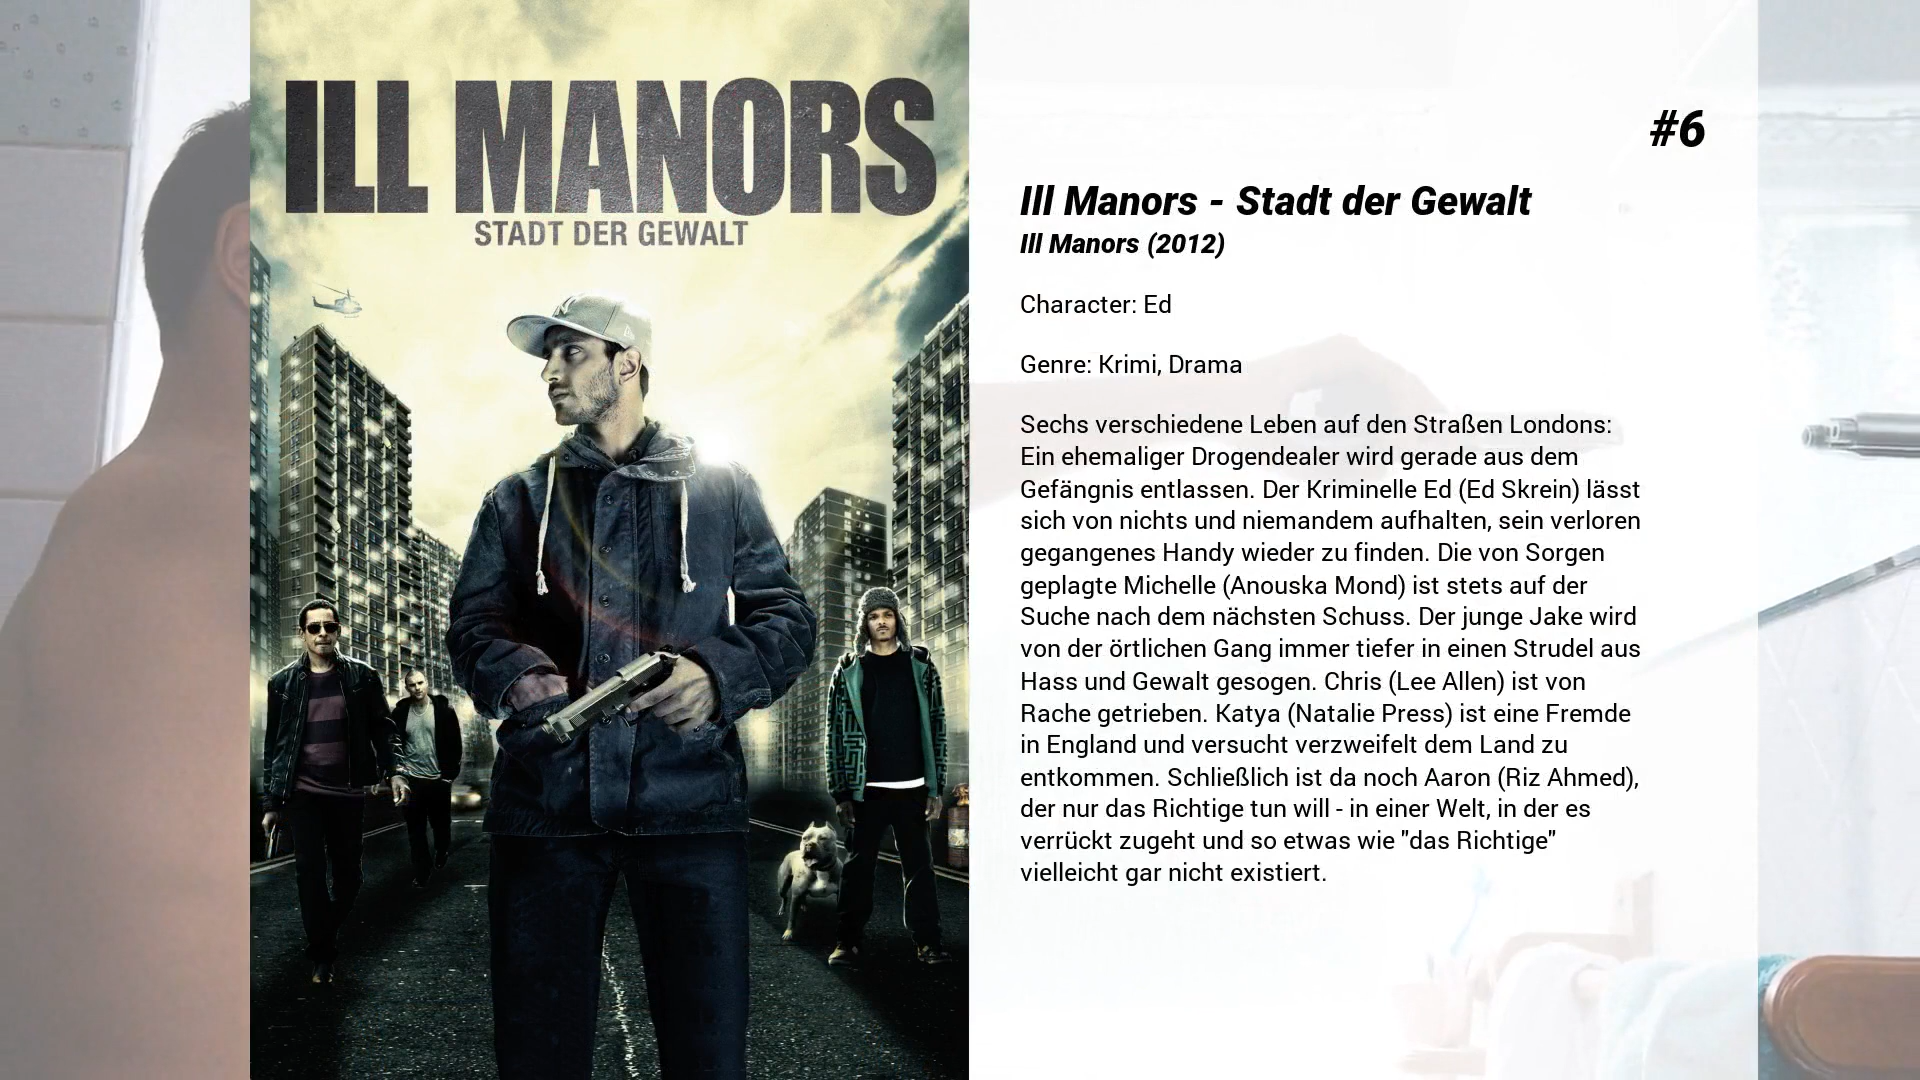 ILL MANORS
STADT DER GEWALT
#6
Ill Manors - Stadt der Gewalt
Ill Manors (2012)
Character: Ed
Genre: Krimi, Drama
Sechs verschiedene Leben auf den Straßen Londons:
Ein ehemaliger Drogendealer wird gerade aus dem
Gefängnis entlassen. Der Kriminelle Ed (Ed Skrein) lässt
sich von nichts und niemandem aufhalten, sein verloren
gegangenes Handy wieder zu finden. Die von Sorgen
geplagte Michelle (Anouska Mond) ist stets auf der
Suche nach dem nächsten Schuss. Der junge Jake wird
von der örtlichen Gang immer tiefer in einen Strudel aus
Hass und Gewalt gesogen. Chris (Lee Allen) ist von
Rache getrieben. Katya (Natalie Press) ist eine Fremde
in England und versucht verzweifelt dem Land zu
entkommen. Schließlich ist da noch Aaron (Riz Ahmed),
der nur das Richtige tun will - in einer Welt, in der es
verrückt zugeht und so etwas wie "das Richtige"
vielleicht gar nicht existiert.